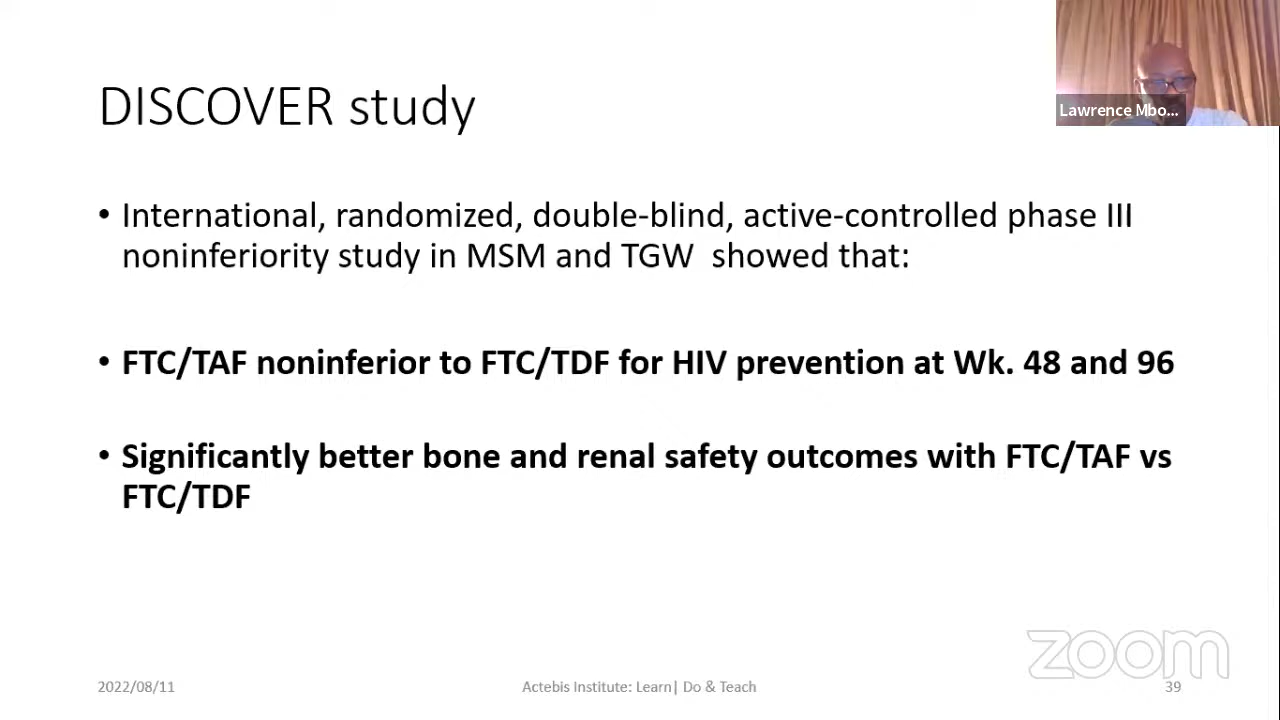 DISCOVER study
Lawrence Mbo...
• International, randomized, double-blind, active-controlled phase III
noninferiority study in MSM and TGW showed that:
• FTC/TAF noninferior to FTC/TDF for HIV prevention at Wk. 48 and 96
• Significantly better bone and renal safety outcomes with FTC/TAF vs
FTC/TDF
zoom
2022/08/11
Actebis Institute: Learn| Do & Teach
39